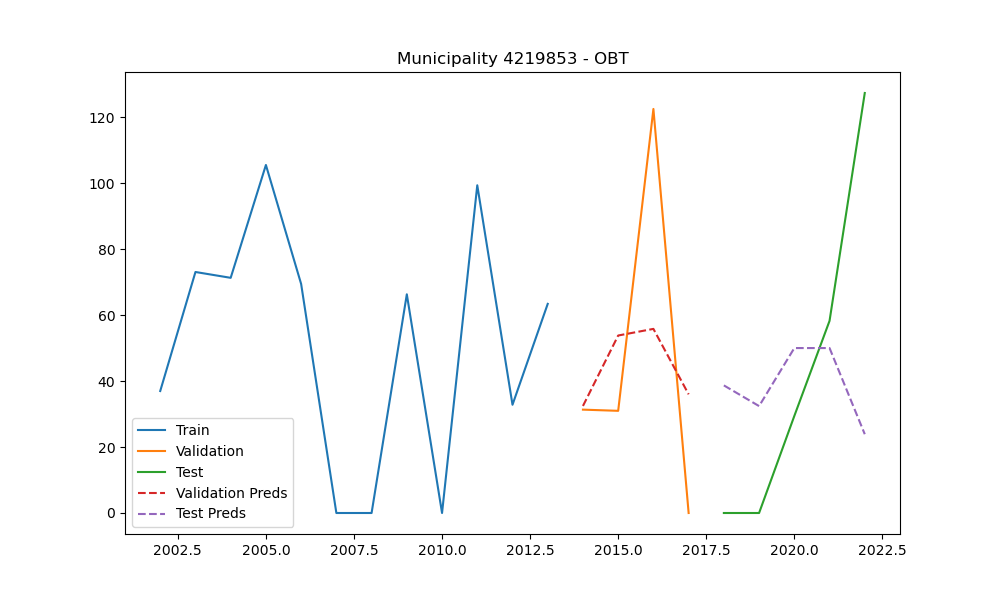 Municipality 4219853 - OBT
120
100
80
60
40
20
0
Train
Validation
Test
Validation Preds
Test Preds
2002.5 2005.0 2007.5 2010.0 2012.5 2015.0 2017.5 2020.0 2022.5